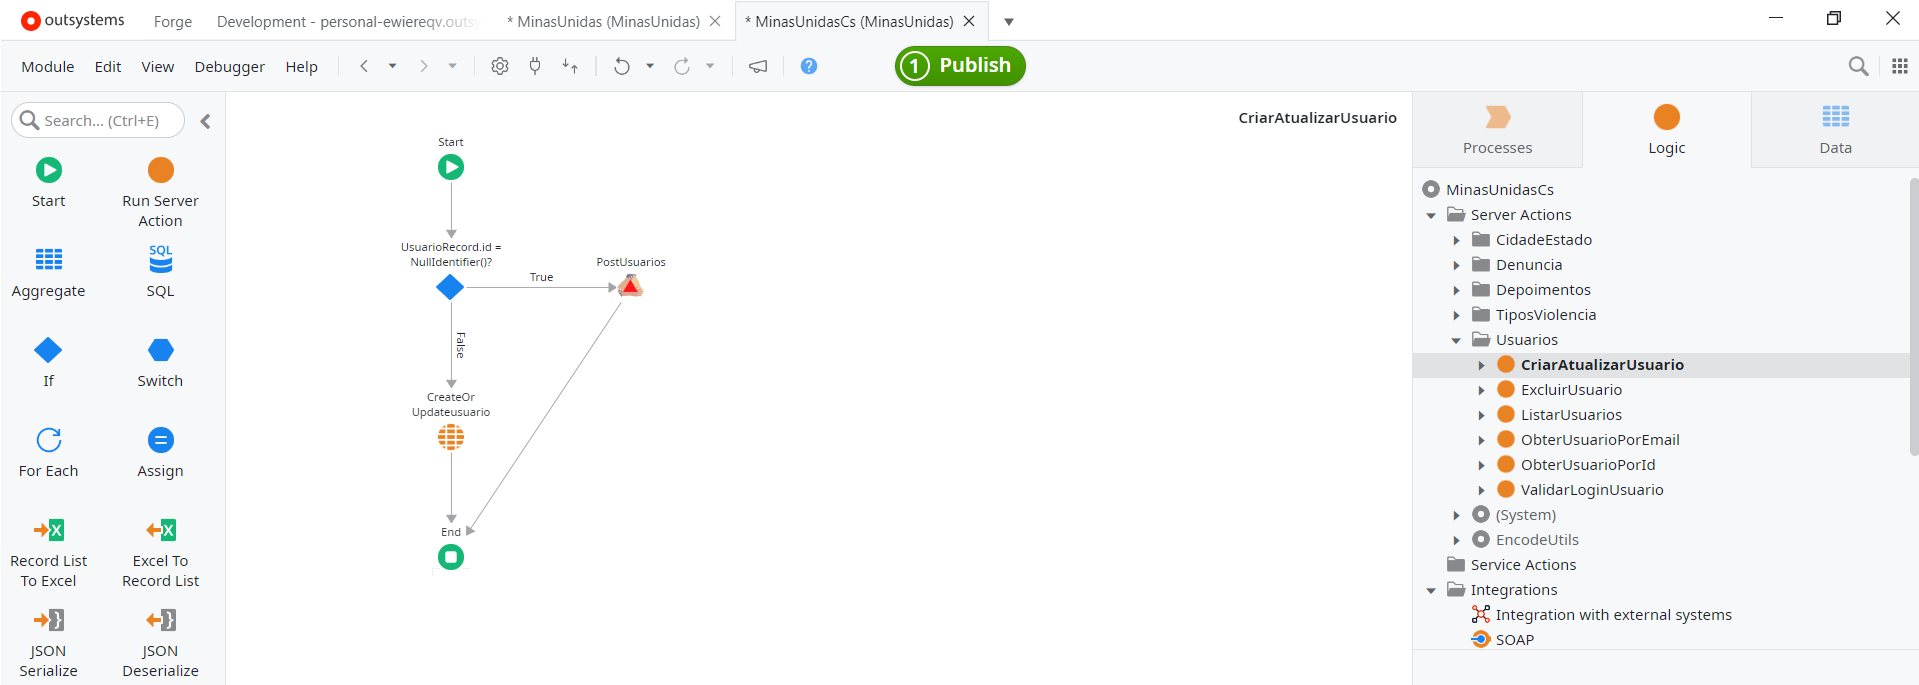 outsystems
Forge
Development - personal-ewiereqv.outs
* MinasUnidas (MinasUnidas)
* MinasUnidasCs (MinasUnidas)
Module
Edit
View
Debugger
Help
?
1 Publish
Search... (Ctrl+E)
Start
Run Server
Action
Aggregate
SQL
SQL
If
Switch
For Each
Assign
Record List
To Excel
Excel To
Record List
JSON
Serialize
JSON
Deserialize
CriarAtualizarUsuario
Start
UsuarioRecord.id =
NullIdentifier()?
True
PostUsuarios
False
CreateOr
Updateusuario
End
Processes
Logic
Data
MinasUnidasCs
Server Actions
CidadeEstado
Denuncia
Depoimentos
TiposViolencia
Usuarios
CriarAtualizarUsuario
ExcluirUsuario
ListarUsuarios
ObterUsuarioPorEmail
ObterUsuarioPorId
ValidarLoginUsuario
(System)
EncodeUtils
Service Actions
Integrations
Integration with external systems
SOAP